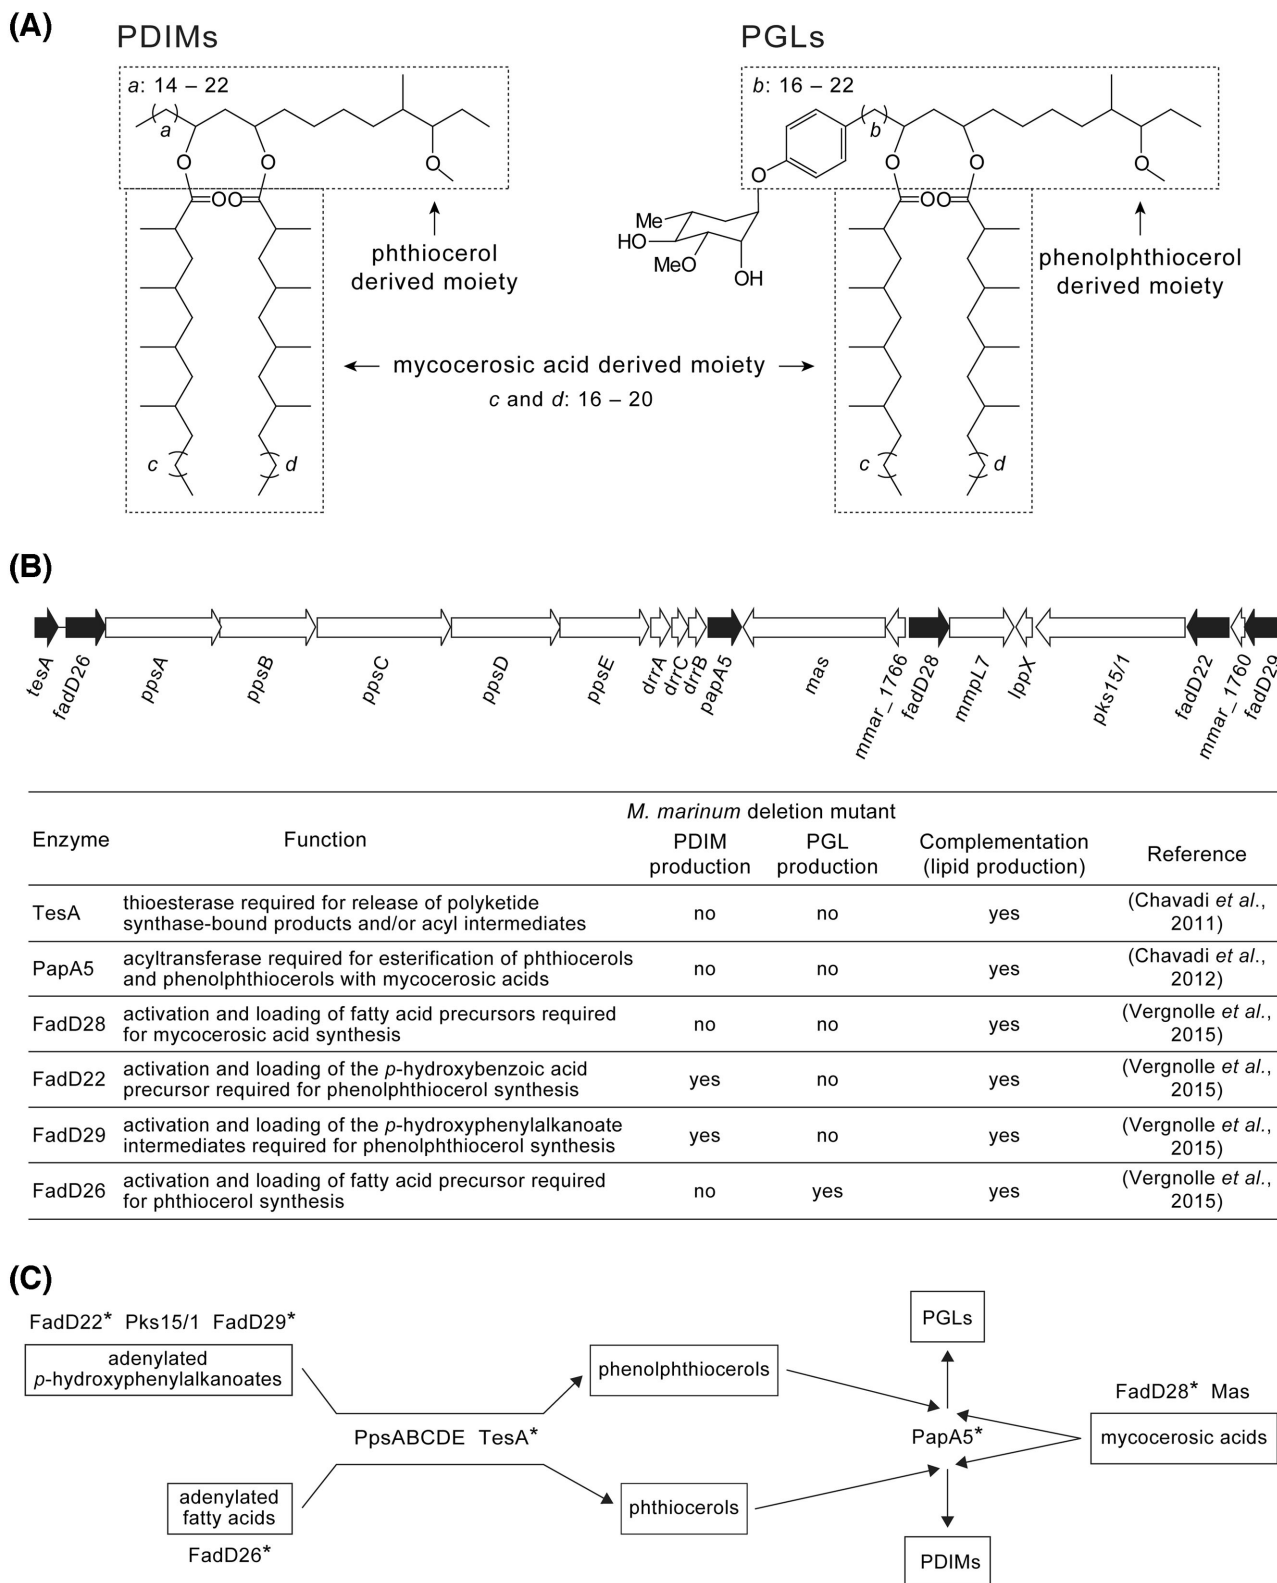 (A)
PDIMs
PGLs
a: 14 – 22
a
O
O
O
O
O
b: 16 – 22
b
O
O
O
O
O
O
Me
HO
MeO
OH
phthiocerol
derived moiety
phenolphthiocerol
derived moiety
mycocerosic acid derived moiety
c and d: 16 – 20
c
d
c
d
(B)
tesA
fadD26
ppsA
ppsB
ppsC
ppsD
ppsE
drrA
drrC
drrB
papA5
mas
mmar_1766
fadD28
mmpL7
lppX
pks15/1
fadD22
mmar_1760
fadD29
M. marinum deletion mutant
Enzyme Function PDIM production PGL production Complementation (lipid production) Reference
TesA thioesterase required for release of polyketide synthase-bound products and/or acyl intermediates no no yes (Chavadi et al., 2011)
PapA5 acyltransferase required for esterification of phthiocerols and phenolphthiocerols with mycocerosic acids no no yes (Chavadi et al., 2012)
FadD28 activation and loading of fatty acid precursors required for mycocerosic acid synthesis no no yes (Vergnolle et al., 2015)
FadD22 activation and loading of the p-hydroxybenzoic acid precursor required for phenolphthiocerol synthesis yes no yes (Vergnolle et al., 2015)
FadD29 activation and loading of the p-hydroxyphenylalkanoate intermediates required for phenolphthiocerol synthesis yes no yes (Vergnolle et al., 2015)
FadD26 activation and loading of fatty acid precursor required for phthiocerol synthesis no yes yes (Vergnolle et al., 2015)
(C)
FadD22* Pks15/1 FadD29*
adenylated
p-hydroxyphenylalkanoates
PpsABCDE TesA*
adenylated
fatty acids
FadD26*
phenolphthiocerols
phthiocerols
PGLs
PapA5*
PDIMs
FadD28* Mas
mycocerosic acids